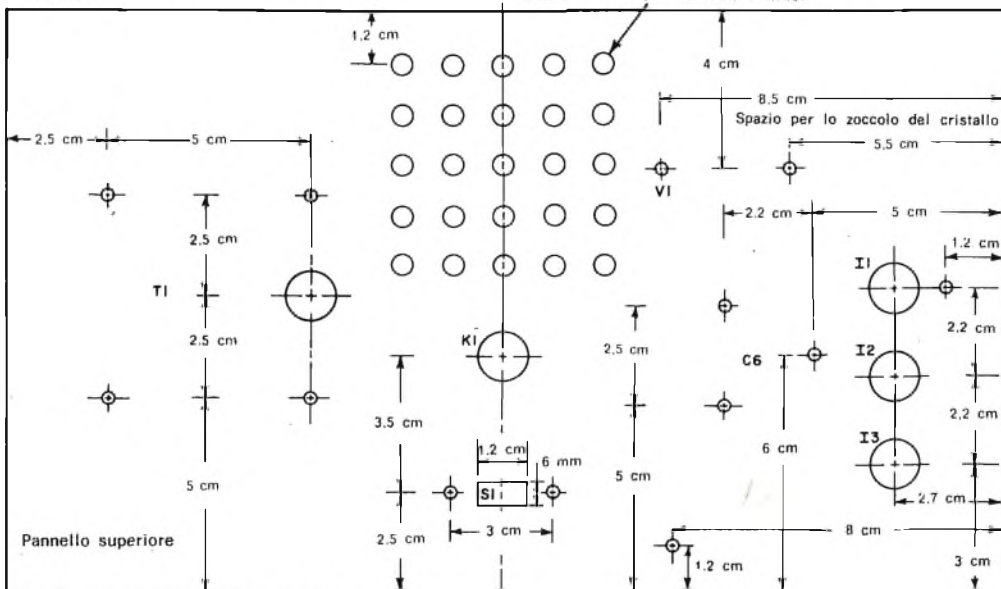 1.2 cm
4 cm
8.5 cm
Spazio per lo zoccolo del cristallo
2.5 cm
5 cm
5.5 cm
V1
2.2 cm
5 cm
2.5 cm
1.2 cm
I1
T1
2.2 cm
2.5 cm
K1
2.5 cm
C6
I2
3.5 cm
2.2 cm
1.2 cm
6 mm
I3
6 cm
5 cm
5 cm
S1
2.7 cm
3 cm
8 cm
Pannello superiore
2.5 cm
1.2 cm
3 cm